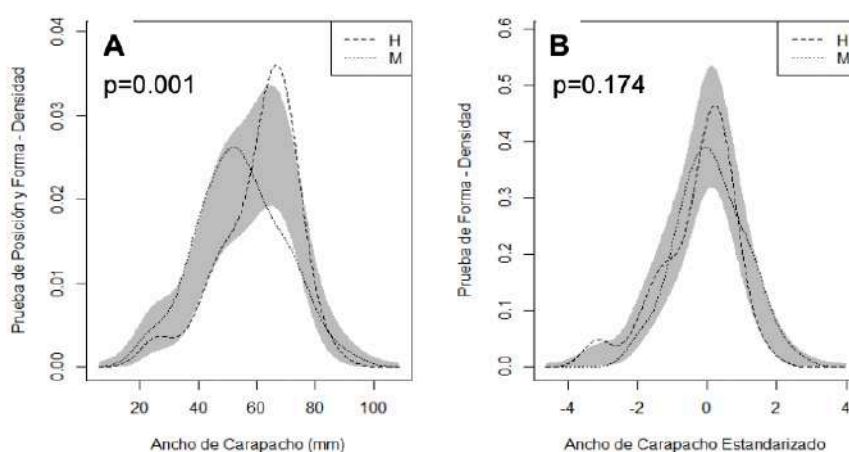 A
p=0.001
H
M
Prueba de Posición y Forma - Densidad
0.04
0.03
0.02
0.01
0.00
20 40 60 80 100
Ancho de Carapacho (mm)
B
p=0.174
H
M
Prueba de Forma - Densidad
0.6
0.5
0.4
0.3
0.2
0.1
0.0
-4 -2 0 2 4
Ancho de Carapacho Estandarizado